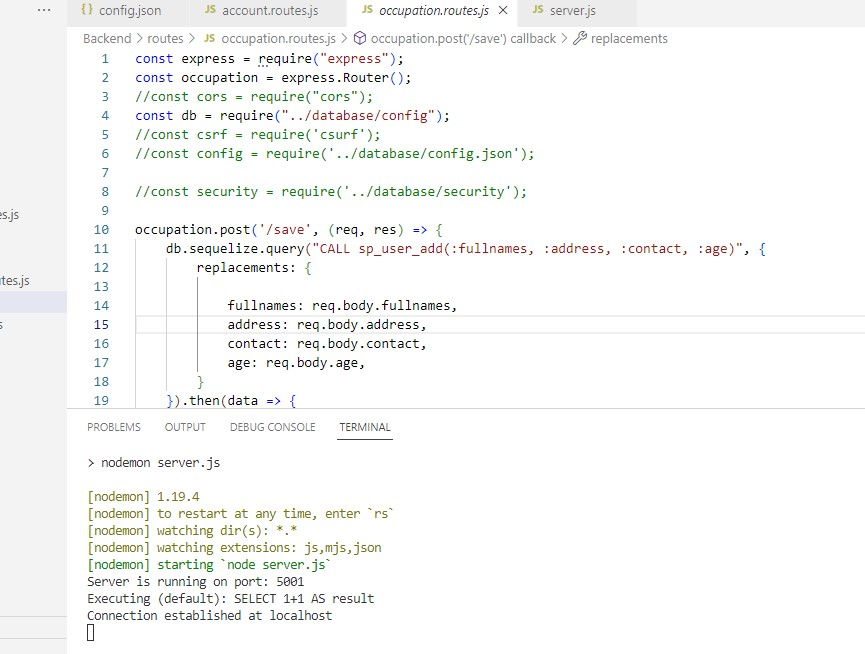 ··· {} config.json JS account.routes.js JS occupation.routes.js × JS server.js
Backend > routes > JS occupation.routes.js > occupation.post('/save') callback > replacements
1 const express = require("express");
2 const occupation = express.Router();
3 //const cors = require("cors");
4 const db = require("../database/config");
5 //const csrf = require('csurf');
6 //const config = require('../database/config.json');
7
8 //const security = require('../database/security');
9
10 occupation.post('/save', (req, res) => {
11 db.sequelize.query("CALL sp_user_add(:fullnames, :address, :contact, :age)", {
12 replacements: {
13
14 fullnames: req.body.fullnames,
15 address: req.body.address,
16 contact: req.body.contact,
17 age: req.body.age,
18 }
19 }).then(data => {
es.js
tes.js
s
PROBLEMS OUTPUT DEBUG CONSOLE TERMINAL
> nodemon server.js
[nodemon] 1.19.4
[nodemon] to restart at any time, enter `rs`
[nodemon] watching dir(s): *.*
[nodemon] watching extensions: js,mjs,json
[nodemon] starting `node server.js`
Server is running on port: 5001
Executing (default): SELECT 1+1 AS result
Connection established at localhost